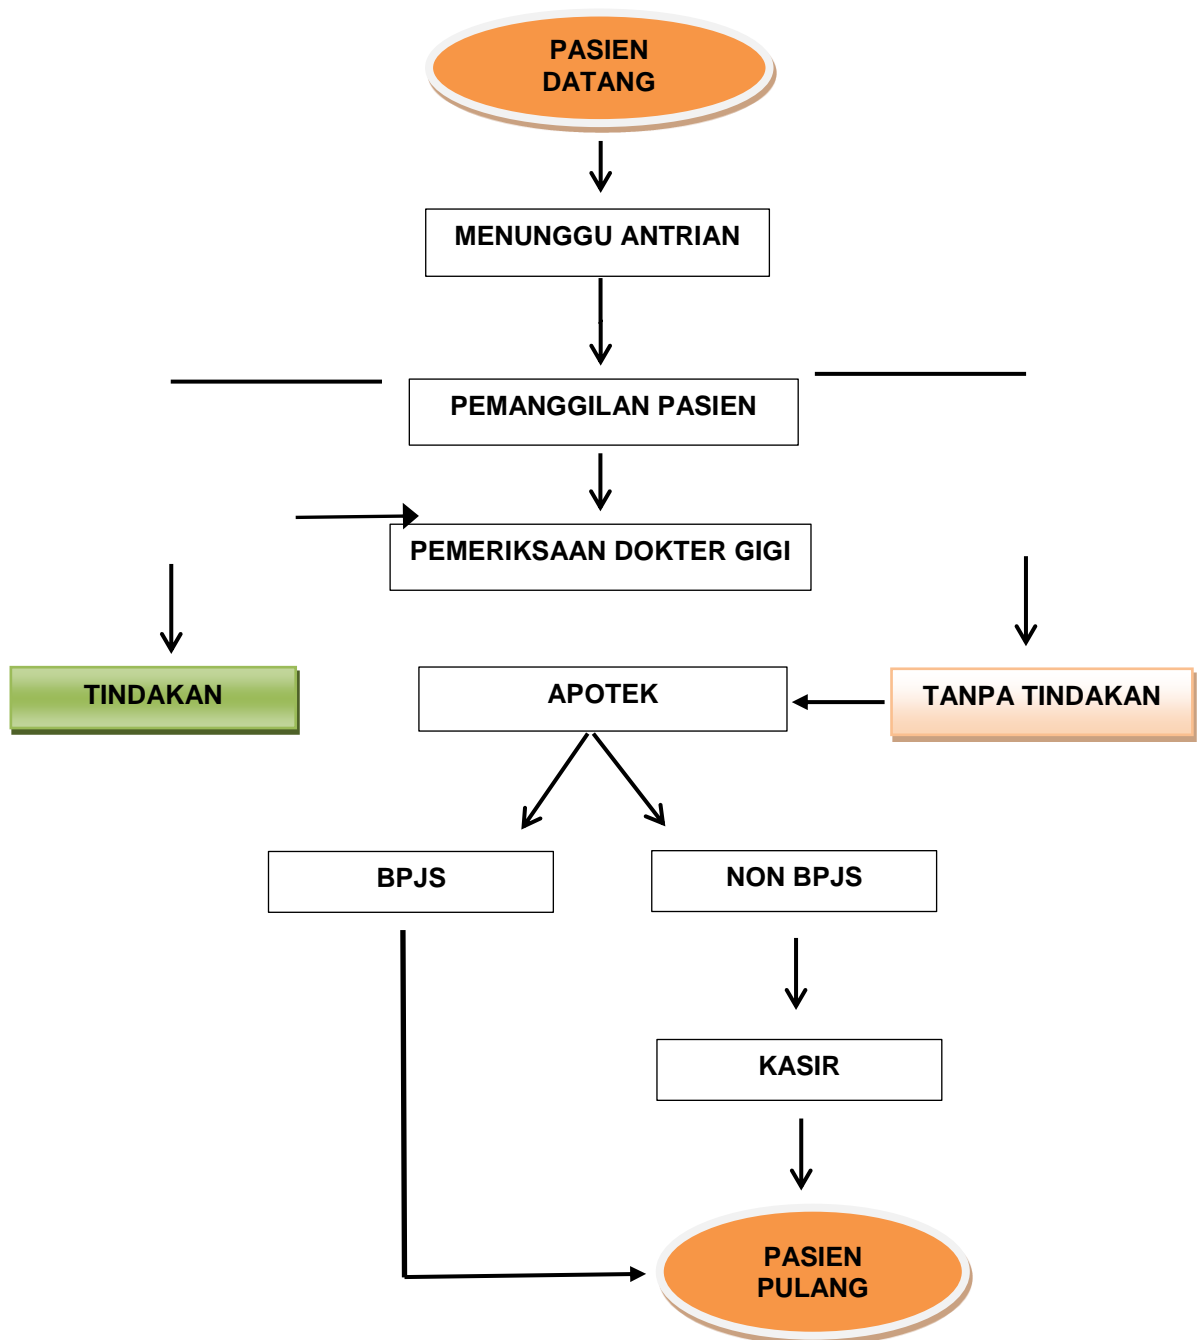 PASIEN
DATANG
MENUNGGU ANTRIAN
PEMANGGILAN PASIEN
PEMERIKSAAN DOKTER GIGI
TINDAKAN
APOTEK
TANPA TINDAKAN
BPJS
NON BPJS
KASIR
PASIEN
PULANG